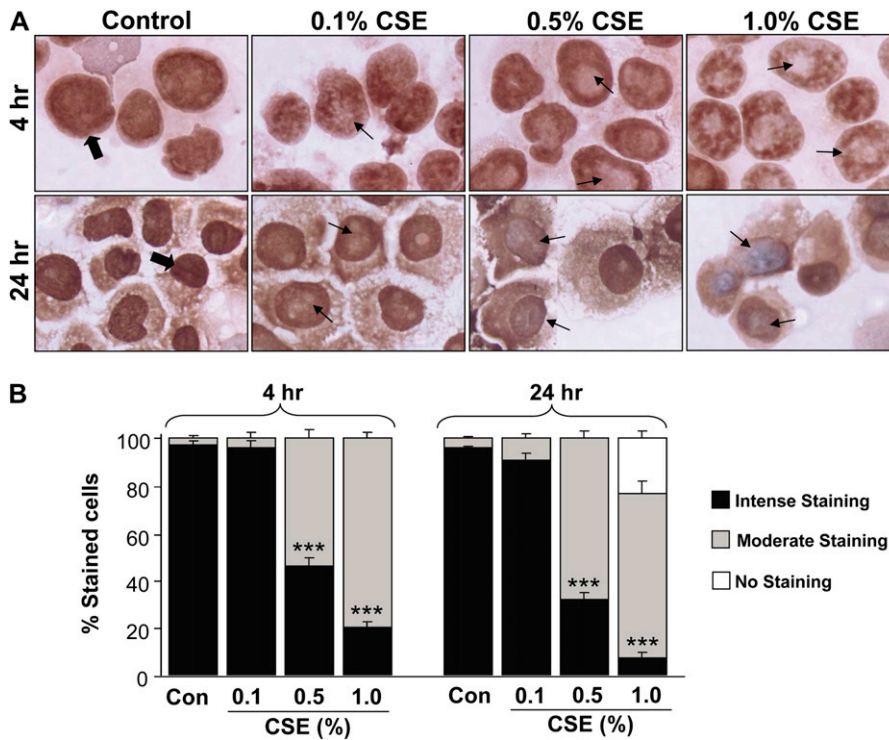 A
Control 0.1% CSE 0.5% CSE 1.0% CSE
4 hr
24 hr
B
4 hr 24 hr
% Stained cells
100
80
60
40
20
0
*** *** *** ***
Con 0.1 0.5 1.0 Con 0.1 0.5 1.0
CSE (%) CSE (%)
Intense Staining
Moderate Staining
No Staining